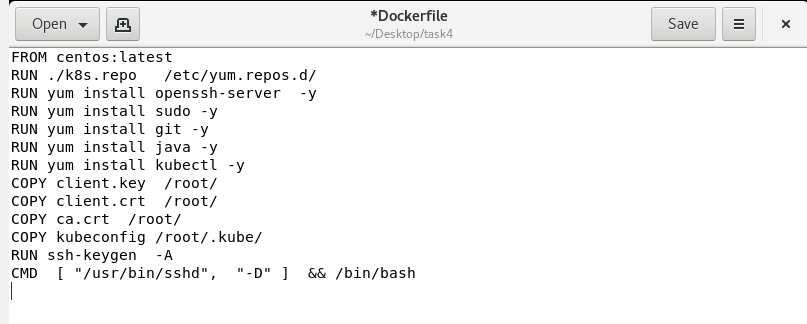 Open
*Dockerfile
~/Desktop/task4
Save
FROM centos:latest
RUN ./k8s.repo   /etc/yum.repos.d/
RUN yum install openssh-server  -y
RUN yum install sudo -y
RUN yum install git -y
RUN yum install java -y
RUN yum install kubectl -y
COPY client.key  /root/
COPY client.crt  /root/
COPY ca.crt  /root/
COPY kubeconfig /root/.kube/
RUN ssh-keygen  -A
CMD  [ "/usr/bin/sshd",  "-D" ]  && /bin/bash